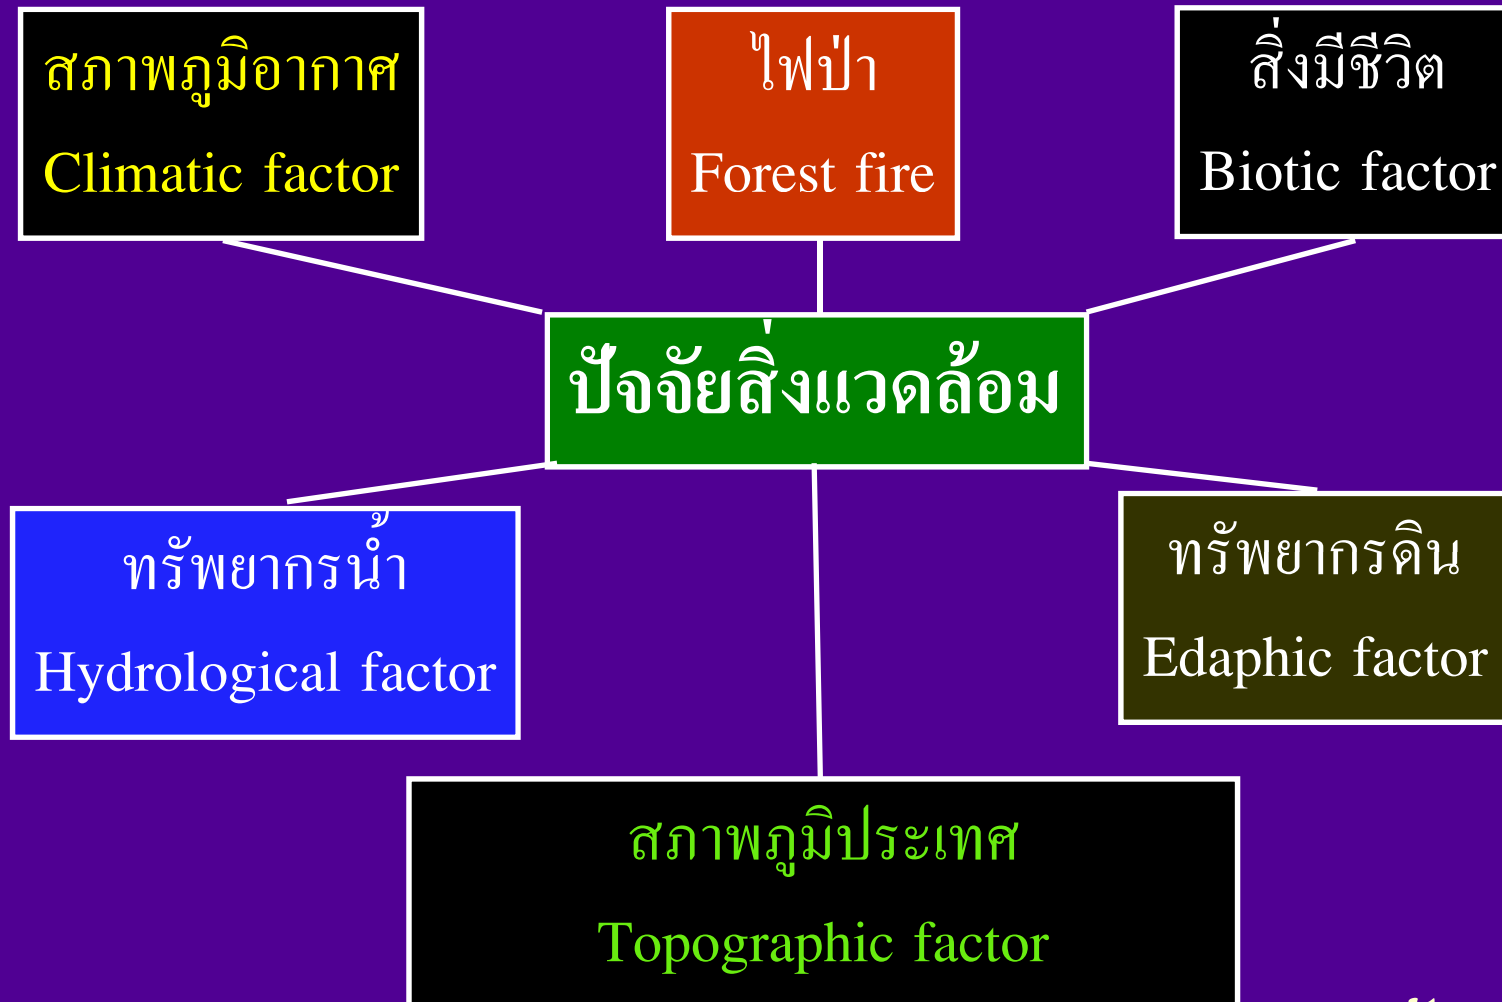 สภาพภูมิอากาศ
Climatic factor
ไฟป่า
Forest fire
สิ่งมีชีวิต
Biotic factor
ปัจจัยสิ่งแวดล้อม
ทรัพยากรน้ำ
Hydrological factor
ทรัพยากรดิน
Edaphic factor
สภาพภูมิประเทศ
Topographic factor